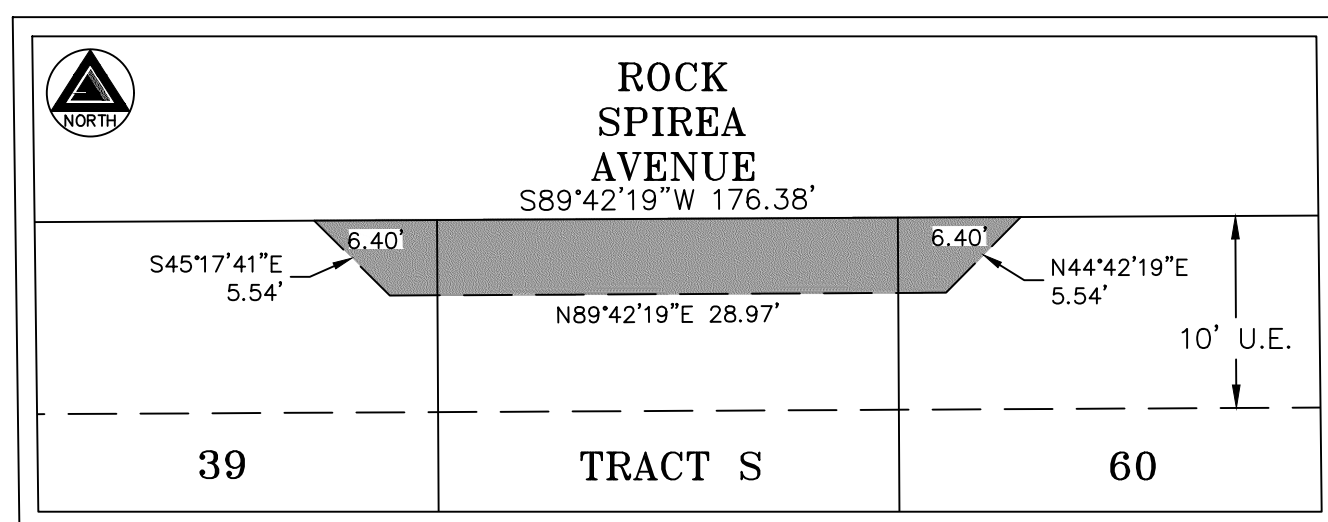 NORTH
ROCK
SPIREA
AVENUE
S89°42'19"W 176.38'
6.40'
6.40'
S45°17'41"E
5.54'
N44°42'19"E
5.54'
N89°42'19"E 28.97'
10' U.E.
39
TRACT S
60